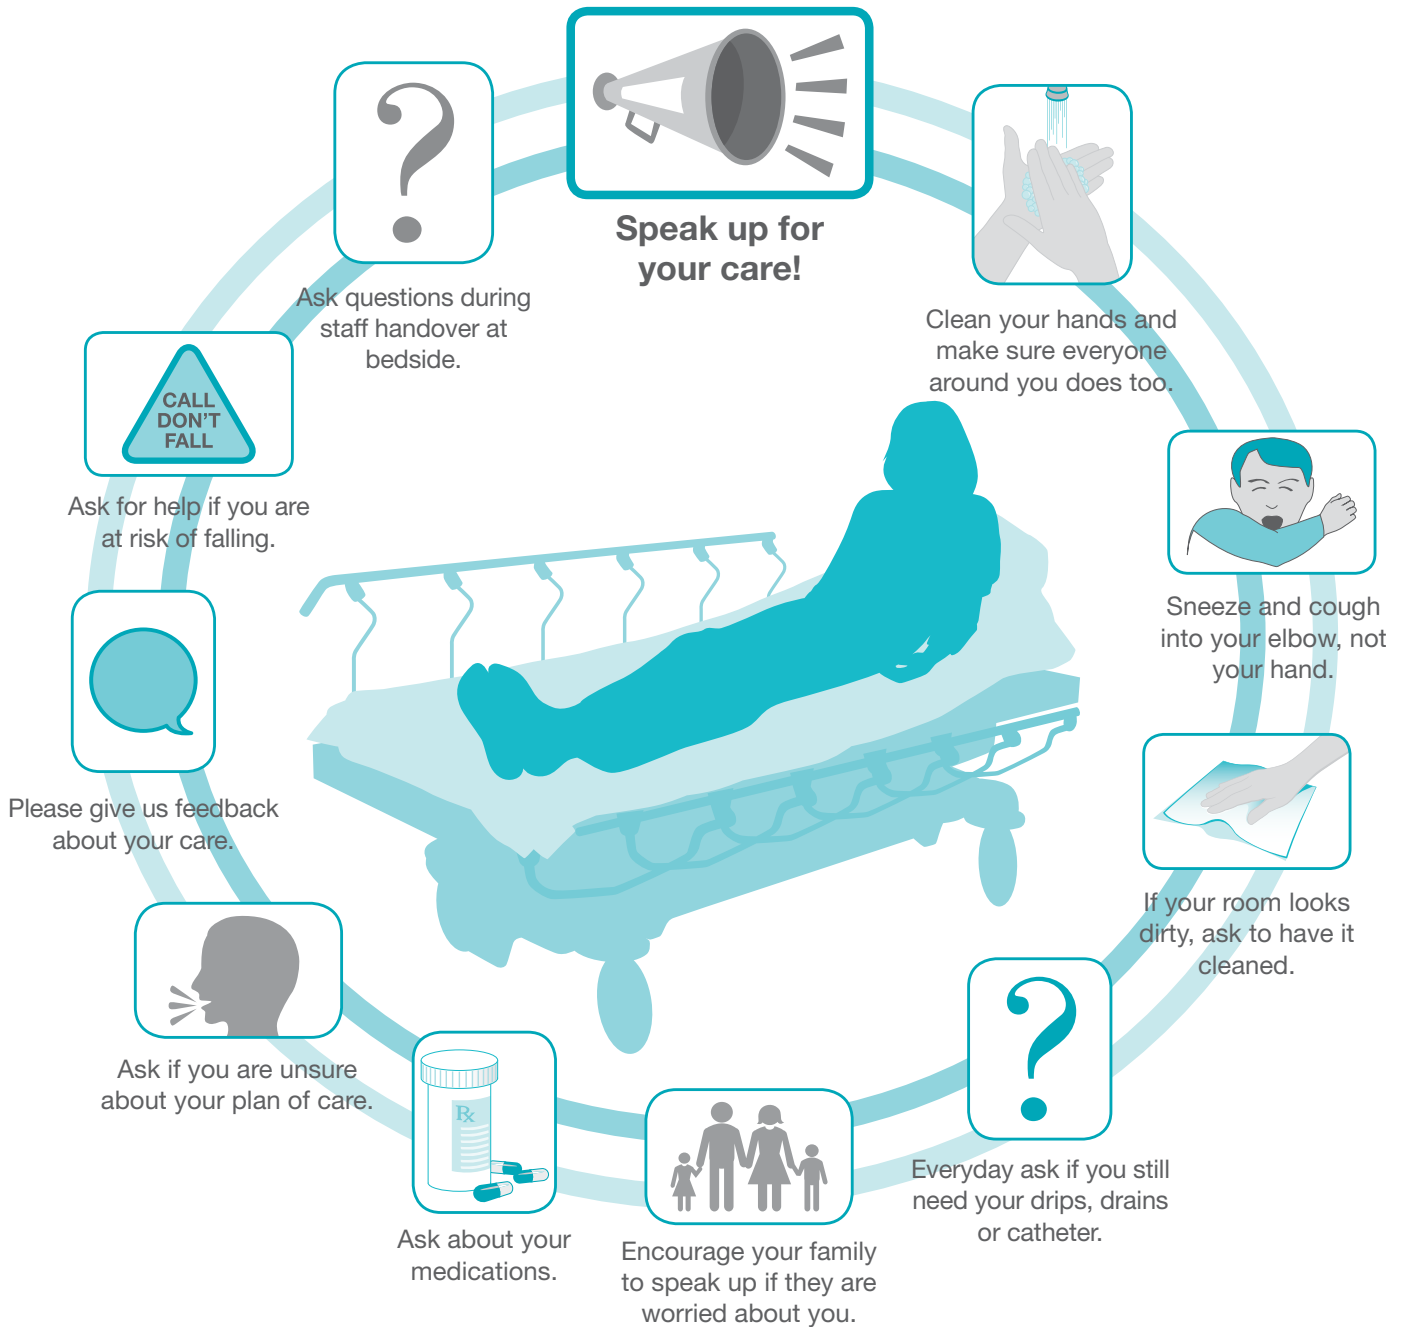 Speak up for
your care!
Clean your hands and
make sure everyone
around you does too.
Sneeze and cough
into your elbow, not
your hand.
If your room looks
dirty, ask to have it
cleaned.
Everyday ask if you still
need your drips, drains
or catheter.
Encourage your family
to speak up if they are
worried about you.
Rx
Ask about your
medications.
Ask if you are unsure
about your plan of care.
Please give us feedback
about your care.
CALL
DON'T
FALL
Ask for help if you are
at risk of falling.
Ask questions during
staff handover at
bedside.